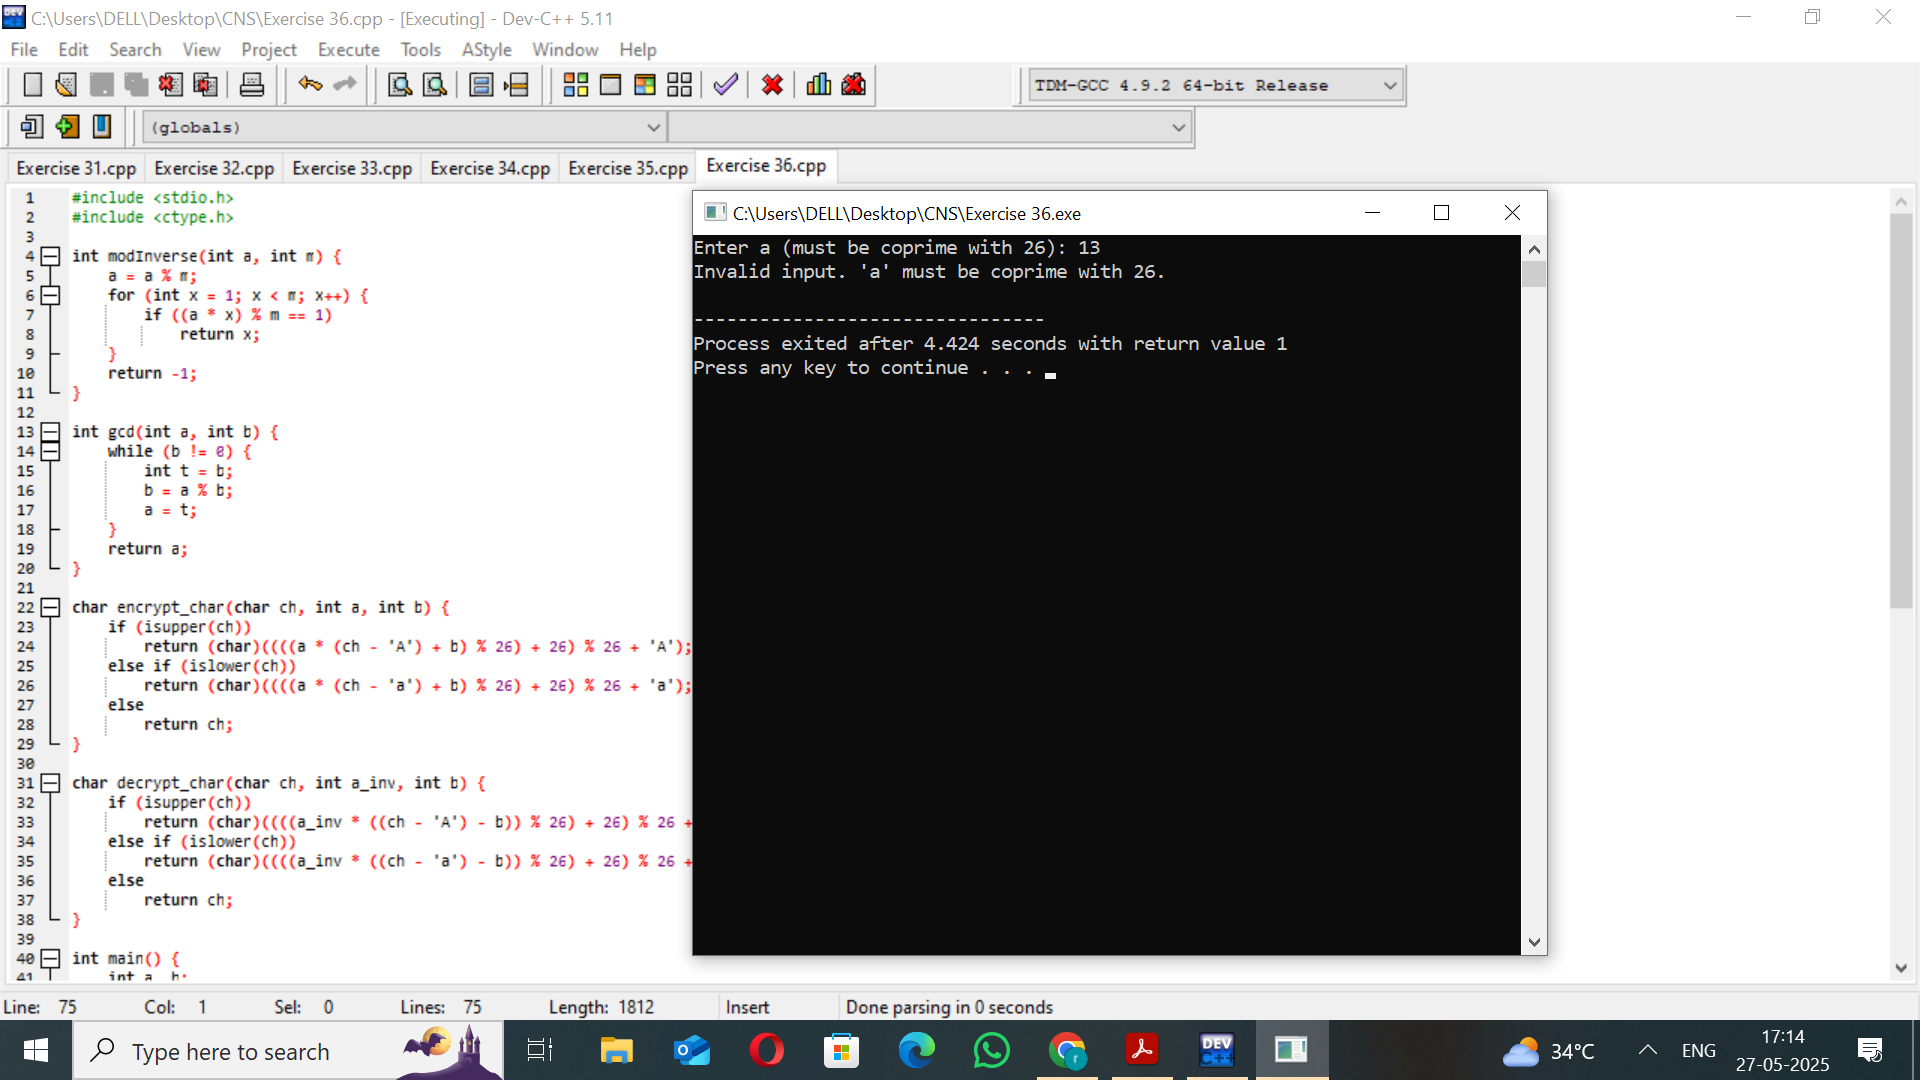 C:\Users\DELL\Desktop\CNS\Exercise 36.cpp - [Executing] - Dev-C++ 5.11
File Edit Search View Project Execute Tools AStyle Window Help
TDM-GCC 4.9.2 64-bit Release
(globals)
Exercise 31.cpp Exercise 32.cpp Exercise 33.cpp Exercise 34.cpp Exercise 35.cpp Exercise 36.cpp
1 #include <stdio.h>
2 #include <ctype.h>
3
4 int modInverse(int a, int m) {
5 a = a % m;
6 for (int x = 1; x < m; x++) {
7 if ((a * x) % m == 1)
8 return x;
9 }
10 return -1;
11 }
12
13 int gcd(int a, int b) {
14 while (b != 0) {
15 int t = b;
16 b = a % b;
17 a = t;
18 }
19 return a;
20 }
21
22 char encrypt_char(char ch, int a, int b) {
23 if (isupper(ch))
24 return (char)((((a * (ch - 'A') + b) % 26) + 26) % 26 + 'A');
25 else if (islower(ch))
26 return (char)((((a * (ch - 'a') + b) % 26) + 26) % 26 + 'a');
27 else
28 return ch;
29 }
30
31 char decrypt_char(char ch, int a_inv, int b) {
32 if (isupper(ch))
33 return (char)((((a_inv * ((ch - 'A') - b)) % 26) + 26) % 26 +
34 else if (islower(ch))
35 return (char)((((a_inv * ((ch - 'a') - b)) % 26) + 26) % 26 +
36 else
37 return ch;
38 }
39
40 int main() {
41 int a, b;
C:\Users\DELL\Desktop\CNS\Exercise 36.exe
Enter a (must be coprime with 26): 13
Invalid input. 'a' must be coprime with 26.
--------------------------------
Process exited after 4.424 seconds with return value 1
Press any key to continue . . .
Line: 75 Col: 1 Sel: 0 Lines: 75 Length: 1812 Insert Done parsing in 0 seconds
Type here to search
DEV C++
34°C
ENG
17:14
27-05-2025